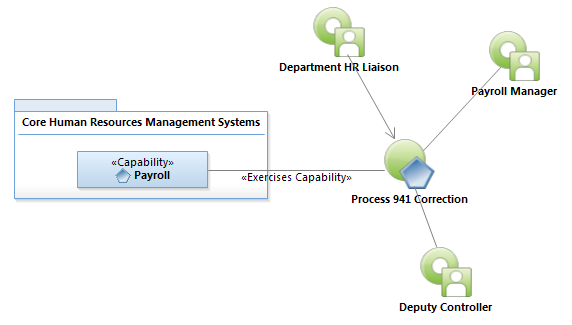 Department HR Liaison
Payroll Manager
Core Human Resources Management Systems
«Capability»
Payroll
«Exercises Capability»
Process 941 Correction
Deputy Controller